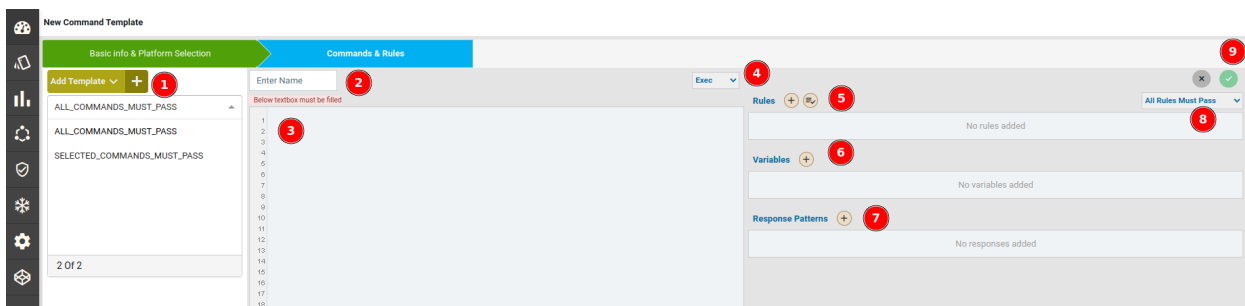 New Command Template
Basic info & Platform Selection
Commands & Rules
9
Add Template
1
Enter Name
2
Exec
4
Below textbox must be filled
Rules
5
All Rules Must Pass
8
ALL_COMMANDS_MUST_PASS
ALL_COMMANDS_MUST_PASS
SELECTED_COMMANDS_MUST_PASS
2 Of 2
1
2
3
3
4
5
6
7
8
9
10
11
12
13
14
15
16
17
18
No rules added
Variables
6
No variables added
Response Patterns
7
No responses added